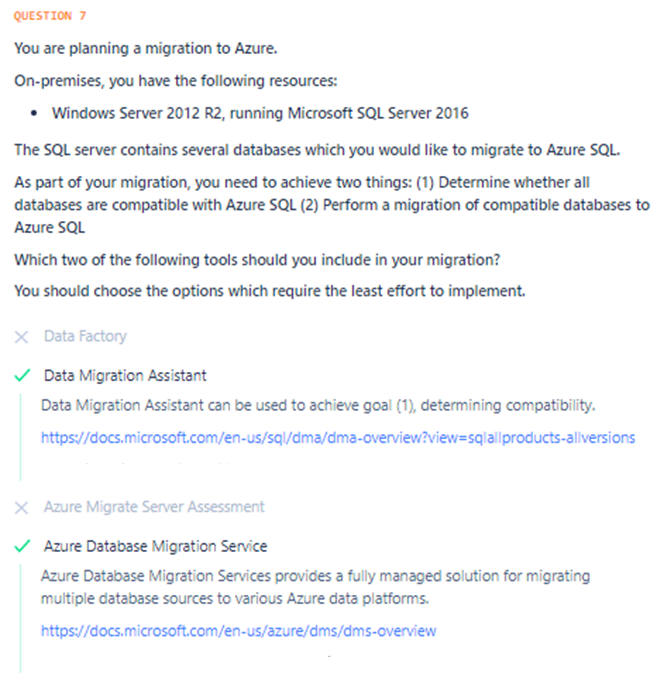 QUESTION 7
You are planning a migration to Azure.
On-premises, you have the following resources:
• Windows Server 2012 R2, running Microsoft SQL Server 2016
The SQL server contains several databases which you would like to migrate to Azure SQL.
As part of your migration, you need to achieve two things: (1) Determine whether all
databases are compatible with Azure SQL (2) Perform a migration of compatible databases to
Azure SQL
Which two of the following tools should you include in your migration?
You should choose the options which require the least effort to implement.
Data Factory
Data Migration Assistant
Data Migration Assistant can be used to achieve goal (1), determining compatibility.
https://docs.microsoft.com/en-us/sql/dma/dma-overview?view=sqlallproducts-allversions
Azure Migrate Server Assessment
Azure Database Migration Service
Azure Database Migration Services provides a fully managed solution for migrating
multiple database sources to various Azure data platforms.
https://docs.microsoft.com/en-us/azure/dms/dms-overview